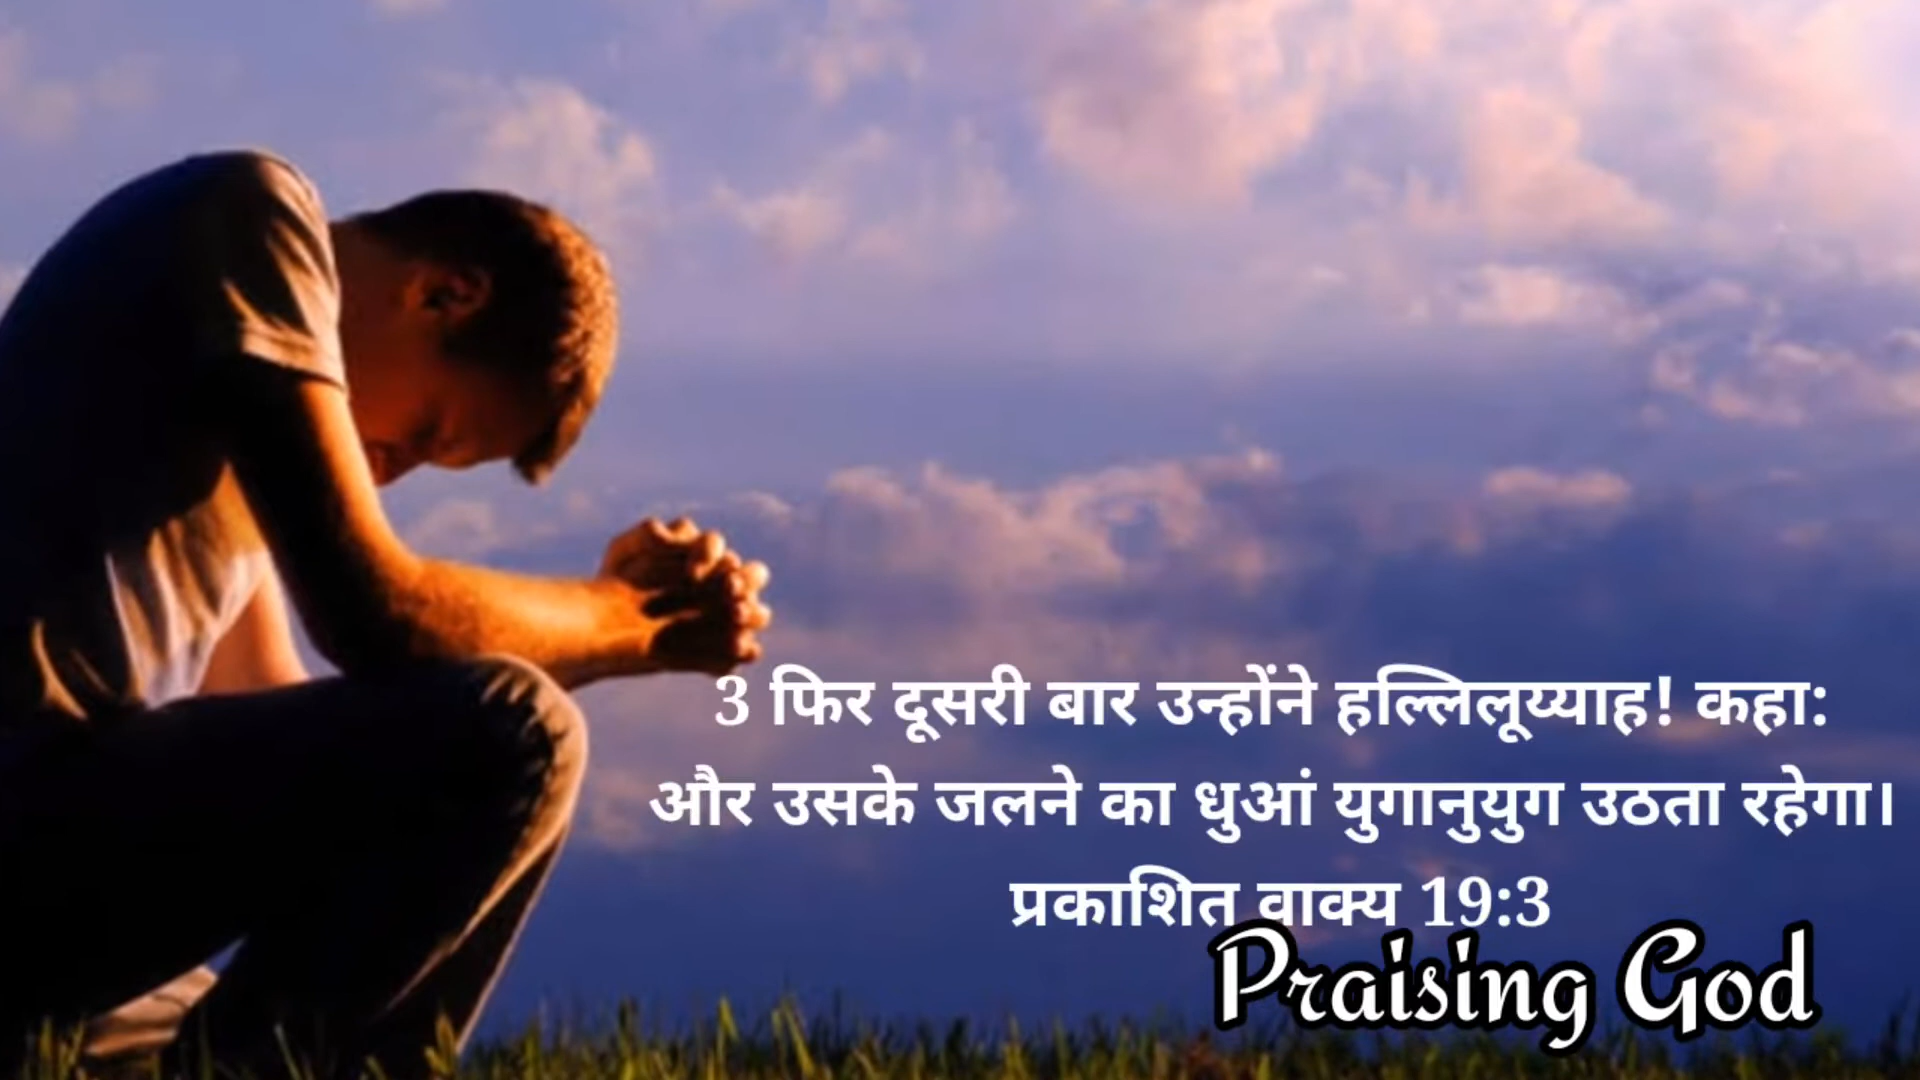 3 फिर दूसरी बार उन्होंने हल्लिलूय्याह! कहा:
और उसके जलने का धुआं युगानुयुग उठता रहेगा।
प्रकाशित वाक्य 19:3
Praising God